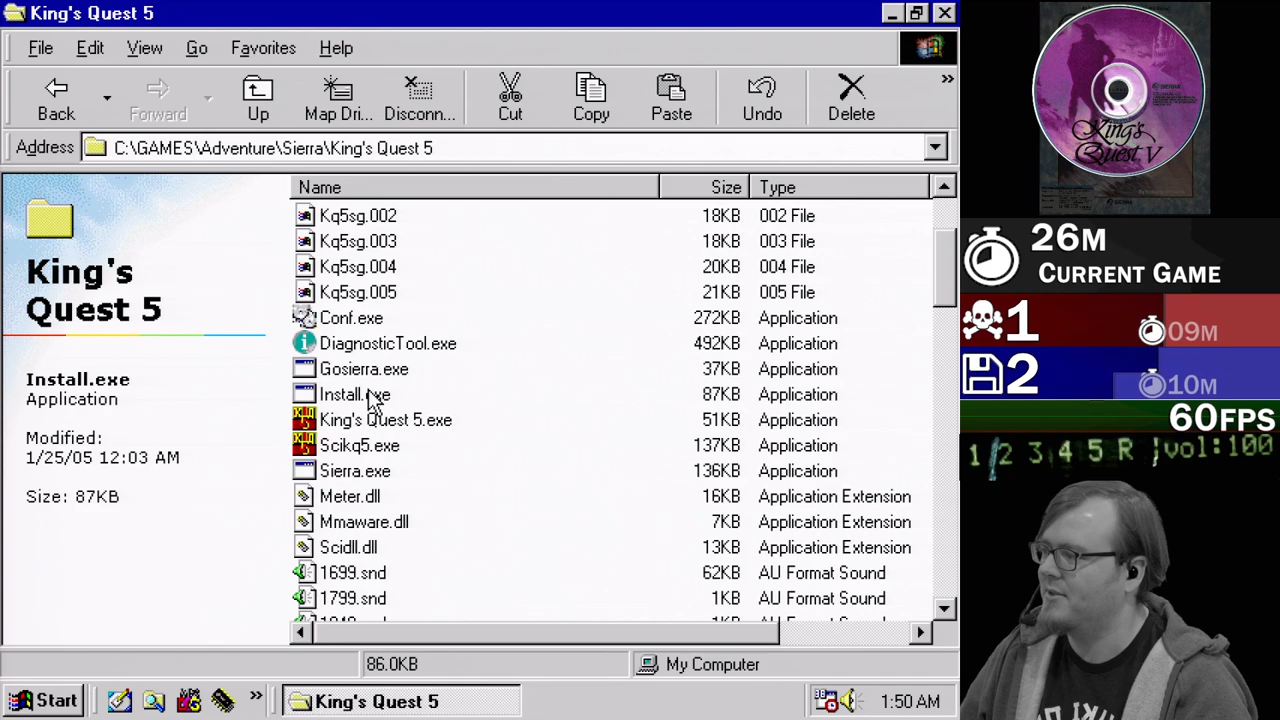 King's Quest 5
File Edit View Go Favorites Help
Back Forward Up Map Dri... Disconn... Cut Copy Paste Undo Delete
Address C:\GAMES\Adventure\Sierra\King's Quest 5
Name Size Type
Kq5sg.002 18KB 002 File
Kq5sg.003 18KB 003 File
Kq5sg.004 20KB 004 File
Kq5sg.005 21KB 005 File
Conf.exe 272KB Application
DiagnosticTool.exe 492KB Application
Gosierra.exe 37KB Application
Install.exe 87KB Application
King's Quest 5.exe 51KB Application
Scikq5.exe 137KB Application
Sierra.exe 136KB Application
Meter.dll 16KB Application Extension
Mmaware.dll 7KB Application Extension
Scidll.dll 13KB Application Extension
1699.snd 62KB AU Format Sound
1799.snd 1KB AU Format Sound
King's
Quest 5
Install.exe
Application
Modified:
1/25/05 12:03 AM
Size: 87KB
86.0KB My Computer
Start King's Quest 5 1:50 AM
King's
Quest V
26M
Current Game
1 09M
2 10M
60FPS
1 2 3 4 5 R vol:100